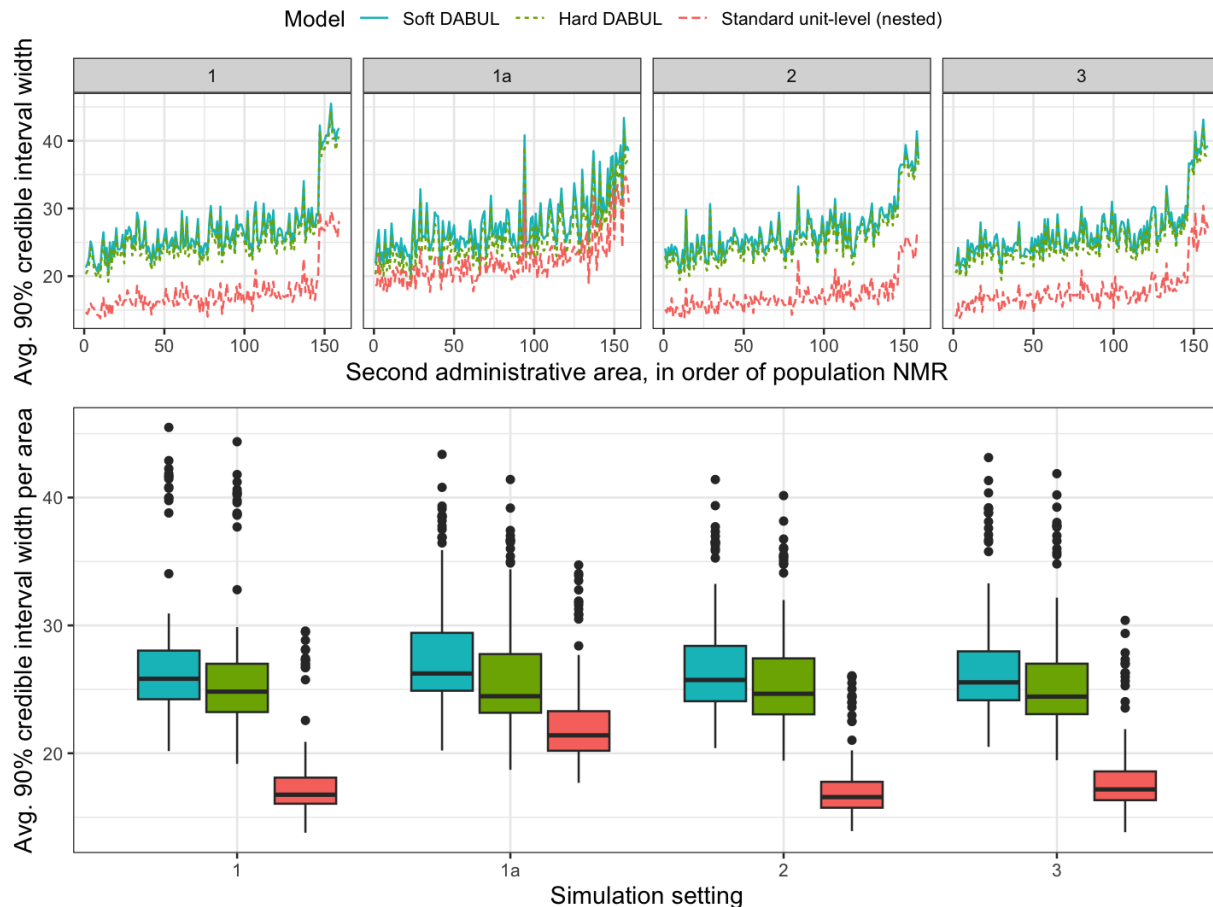 Model Soft DABUL Hard DABUL Standard unit-level (nested)
1 1a 2 3
Avg. 90% credible interval width
40
30
20
0 50 100 150 0 50 100 150 0 50 100 150 0 50 100 150
Second administrative area, in order of population NMR
Avg. 90% credible interval width per area
40
30
20
1 1a 2 3
Simulation setting